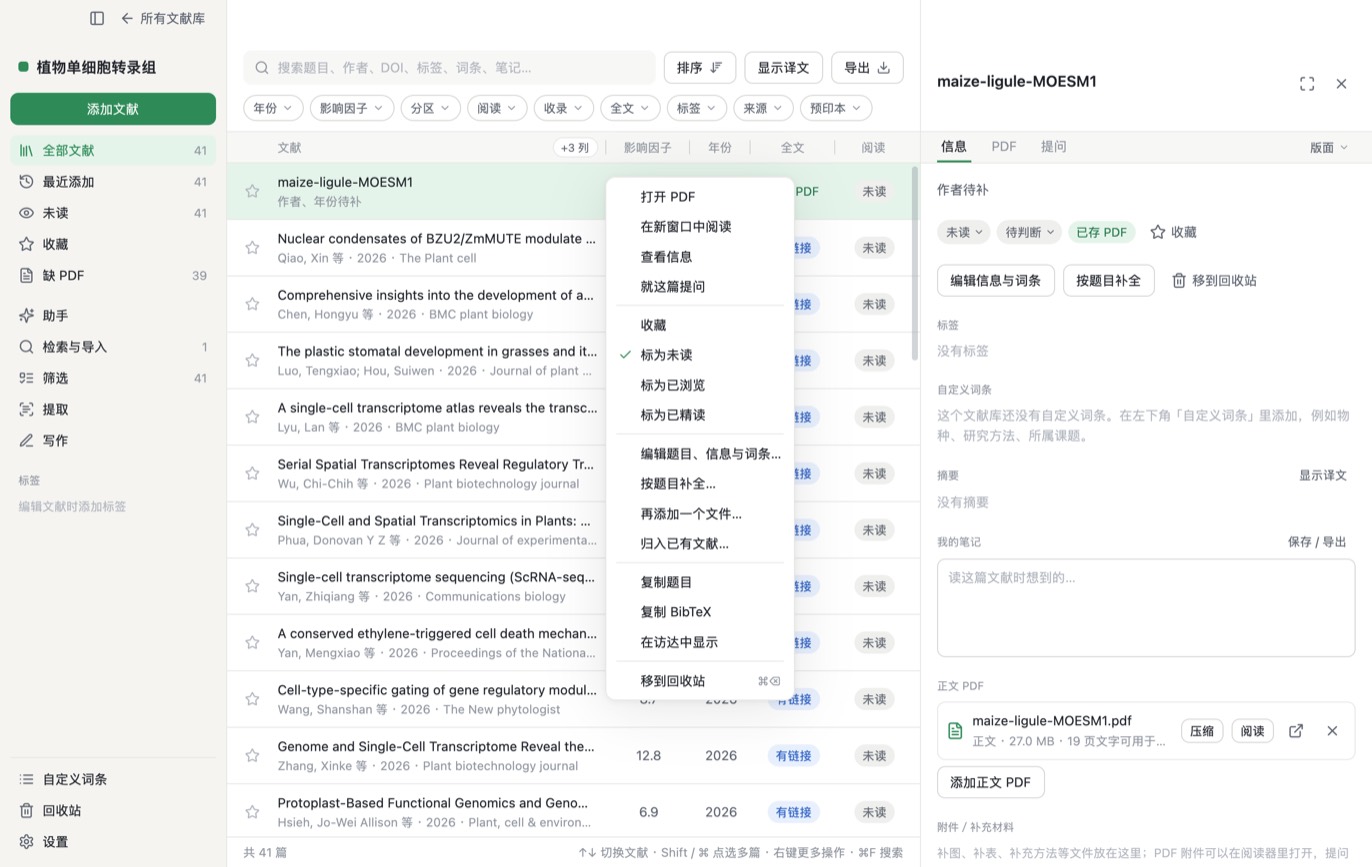 所有文献库
植物单细胞转录组
添加文献
全部文献 41
最近添加 41
未读 41
收藏
缺 PDF 39
助手
检索与导入 1
筛选 41
提取
写作
标签
编辑文献时添加标签
自定义词条
回收站
设置
搜索题目、作者、DOI、标签、词条、笔记...
排序
显示译文
导出
年份 影响因子 分区 阅读 收录 全文 标签 来源 预印本
文献 +3 列 影响因子 年份 全文 阅读
maize-ligule-MOESM1
作者、年份待补
PDF 未读
Nuclear condensates of BZU2/ZmMUTE modulate ...
Qiao, Xin 等 · 2026 · The Plant cell
链接 未读
Comprehensive insights into the development of a...
Chen, Hongyu 等 · 2026 · BMC plant biology
链接 未读
The plastic stomatal development in grasses and it...
Luo, Tengxiao; Hou, Suiwen · 2026 · Journal of plant ...
链接 未读
A single-cell transcriptome atlas reveals the transc...
Lyu, Lan 等 · 2026 · BMC plant biology
链接 未读
Serial Spatial Transcriptomes Reveal Regulatory Tr...
Wu, Chi-Chih 等 · 2026 · Plant biotechnology journal
链接 未读
Single-Cell and Spatial Transcriptomics in Plants: ...
Phua, Donovan Y Z 等 · 2026 · Journal of experimenta...
链接 未读
Single-cell transcriptome sequencing (ScRNA-seq...
Yan, Zhiqiang 等 · 2026 · Communications biology
链接 未读
A conserved ethylene-triggered cell death mechan...
Yan, Mengxiao 等 · 2026 · Proceedings of the Nationa...
链接 未读
Cell-type-specific gating of gene regulatory modul...
Wang, Shanshan 等 · 2026 · The New phytologist
2026 有链接 未读
Genome and Single-Cell Transcriptome Reveal the...
Zhang, Xinke 等 · 2026 · Plant biotechnology journal
12.8 2026 有链接 未读
Protoplast-Based Functional Genomics and Geno...
Hsieh, Jo-Wei Allison 等 · 2026 · Plant, cell & environ...
6.9 2026 有链接 未读
共 41 篇
↑↓ 切换文献 · Shift / ⌘ 点选多篇 · 右键更多操作 · ⌘F 搜索
打开 PDF
在新窗口中阅读
查看信息
就这篇提问
收藏
标为未读
标为已浏览
标为已精读
编辑题目、信息与词条...
按题目补全...
再添加一个文件...
归入已有文献...
复制题目
复制 BibTeX
在访达中显示
移到回收站 ⌘⌫
maize-ligule-MOESM1
信息 PDF 提问 版面
作者待补
未读 待判断 已存 PDF 收藏
编辑信息与词条 按题目补全 移到回收站
标签
没有标签
自定义词条
这个文献库还没有自定义词条。在左下角「自定义词条」里添加，例如物
种、研究方法、所属课题。
摘要 显示译文
没有摘要
我的笔记 保存 / 导出
读这篇文献时想到的...
正文 PDF
maize-ligule-MOESM1.pdf
正文 · 27.0 MB · 19 页文字可用于...
压缩 阅读
添加正文 PDF
附件 / 补充材料
补图、补表、补充方法等文件放在这里；PDF 附件可以在阅读器里打开，提问